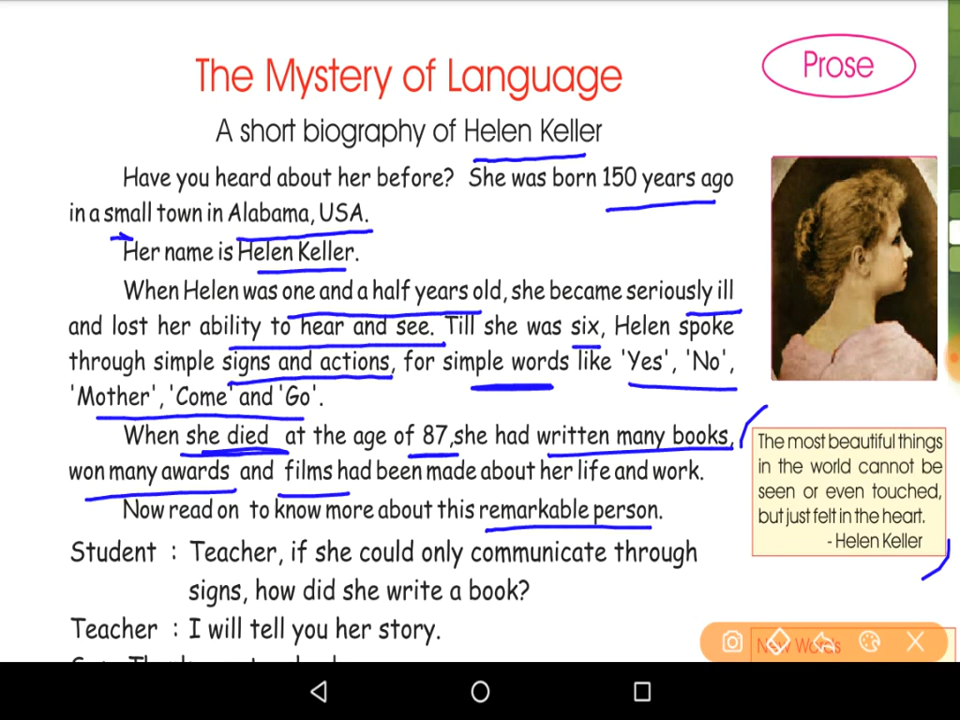 The Mystery of Language
Prose
A short biography of Helen Keller
Have you heard about her before? She was born 150 years ago
in a small town in Alabama, USA.
Her name is Helen Keller.
When Helen was one and a half years old, she became seriously ill
and lost her ability to hear and see. Till she was six, Helen spoke
through simple signs and actions, for simple words like 'Yes', 'No',
'Mother', 'Come' and 'Go'.
When she died at the age of 87,she had written many books,
won many awards and films had been made about her life and work.
Now read on to know more about this remarkable person.
The most beautiful things
in the world cannot be
seen or even touched,
but just felt in the heart.
- Helen Keller
Student : Teacher, if she could only communicate through
signs, how did she write a book?
Teacher : I will tell you her story.
New Words